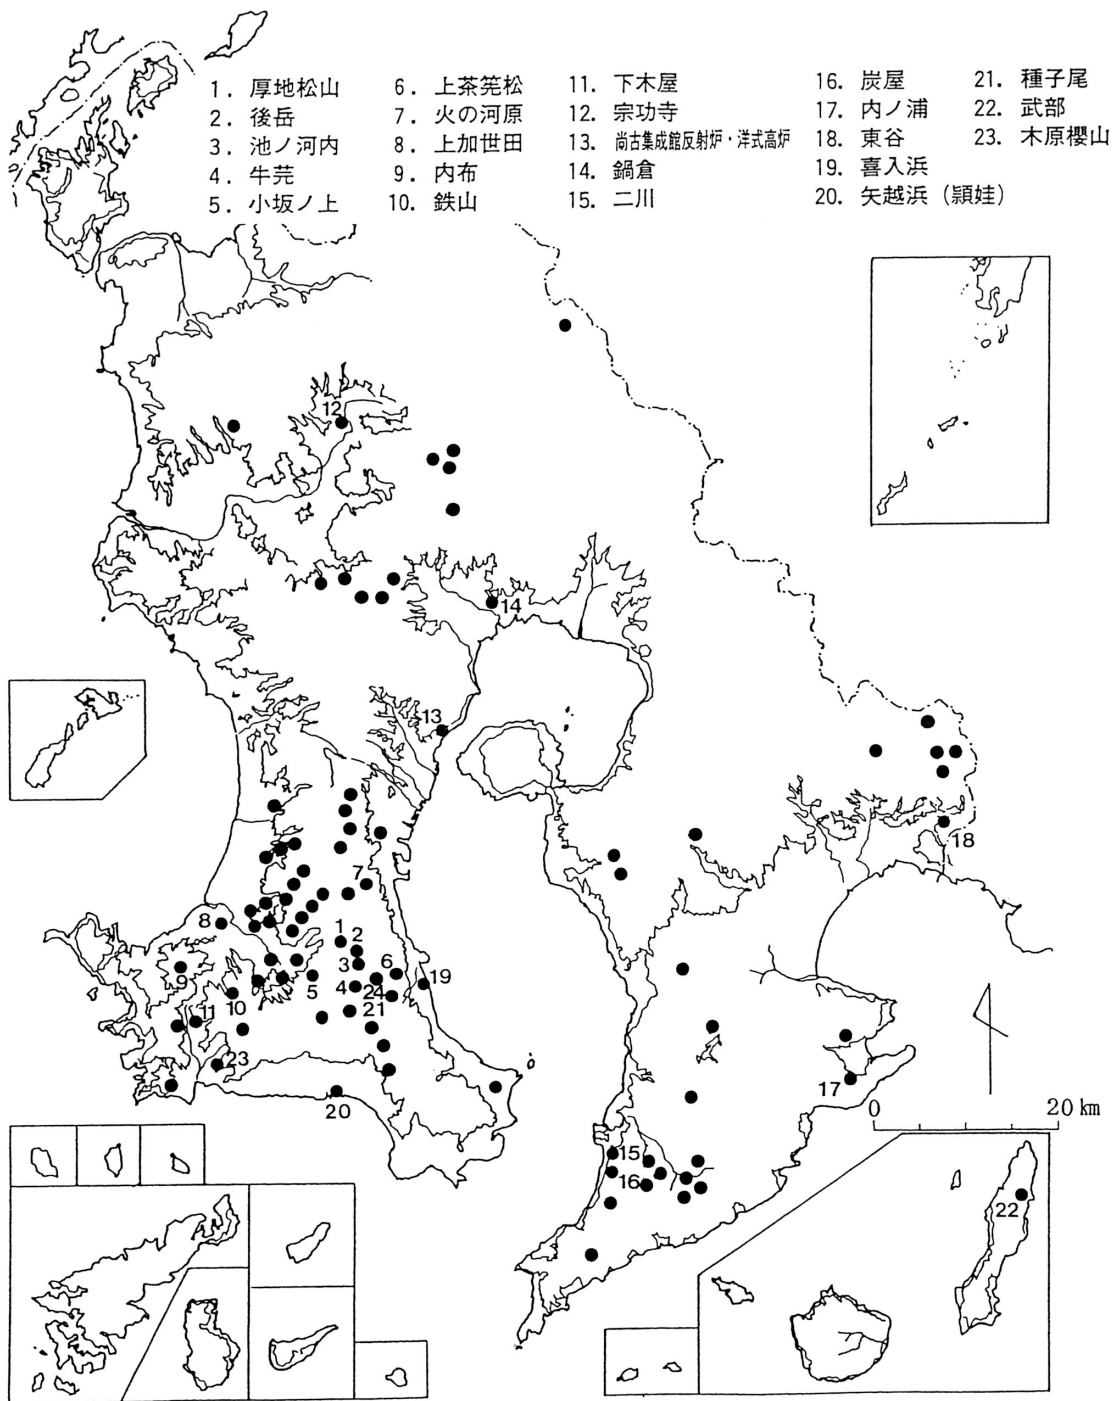 1. 厚地松山
2. 後岳
3. 池ノ河内
4. 牛芫
5. 小坂ノ上
6. 上茶筅松
7. 火の河原
8. 上加世田
9. 内布
10. 鉄山
11. 下木屋
12. 宗功寺
13. 尚古集成館反射炉・洋式高炉
14. 鍋倉
15. 二川
16. 炭屋
17. 内ノ浦
18. 東谷
19. 喜入浜
20. 矢越浜（頴娃）
21. 種子尾
22. 武部
23. 木原櫻山
12
14
13
18
7
8
1
2
3
6
9
19
5
4
24
10
11
21
23
17
20
0 20km
15
16
22